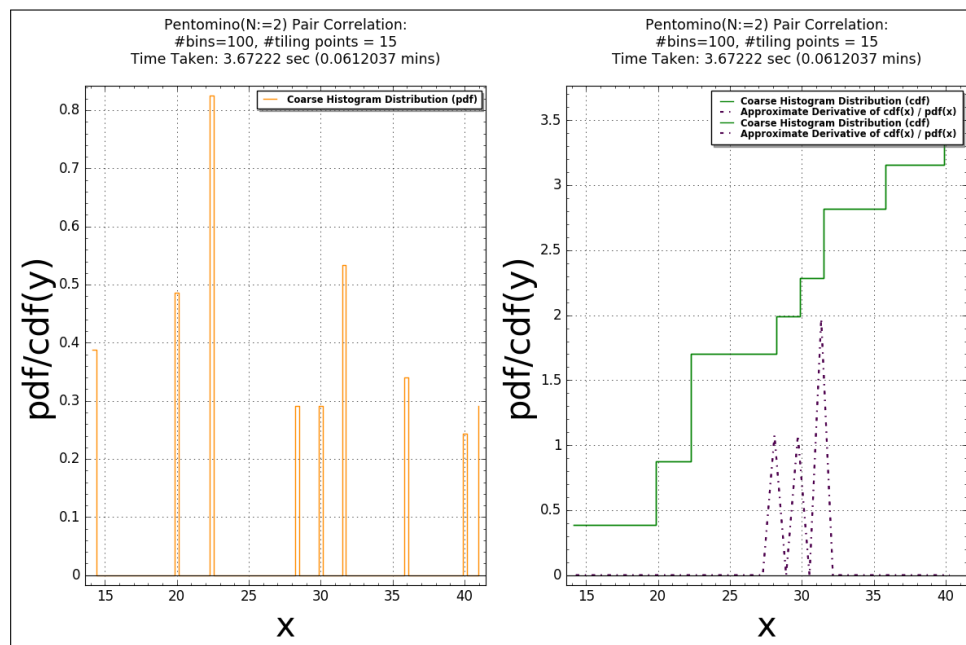 Pentomino(N:=2) Pair Correlation:
#bins=100, #tiling points = 15
Time Taken: 3.67222 sec (0.0612037 mins)
Coarse Histogram Distribution (pdf)
0.8
0.7
0.6
0.5
0.4
0.3
0.2
0.1
0
pdf/cdf(y)
15
20
25
30
35
40
x
Pentomino(N:=2) Pair Correlation:
#bins=100, #tiling points = 15
Time Taken: 3.67222 sec (0.0612037 mins)
Coarse Histogram Distribution (cdf)
Approximate Derivative of cdf(x) / pdf(x)
Coarse Histogram Distribution (cdf)
Approximate Derivative of cdf(x) / pdf(x)
3.5
3
2.5
2
1.5
1
0.5
0
pdf/cdf(y)
15
20
25
30
35
40
x